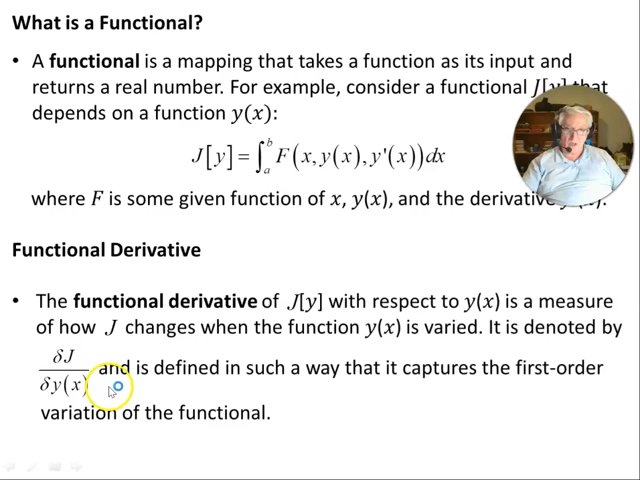 What is a Functional?
• A functional is a mapping that takes a function as its input and
returns a real number. For example, consider a functional J[y] that
depends on a function y(x):
J[y] = ∫_a^b F(x, y(x), y'(x)) dx
where F is some given function of x, y(x), and the derivative
Functional Derivative
• The functional derivative of J[y] with respect to y(x) is a measure
of how J changes when the function y(x) is varied. It is denoted by
δJ
δy(x)
and is defined in such a way that it captures the first-order
variation of the functional.